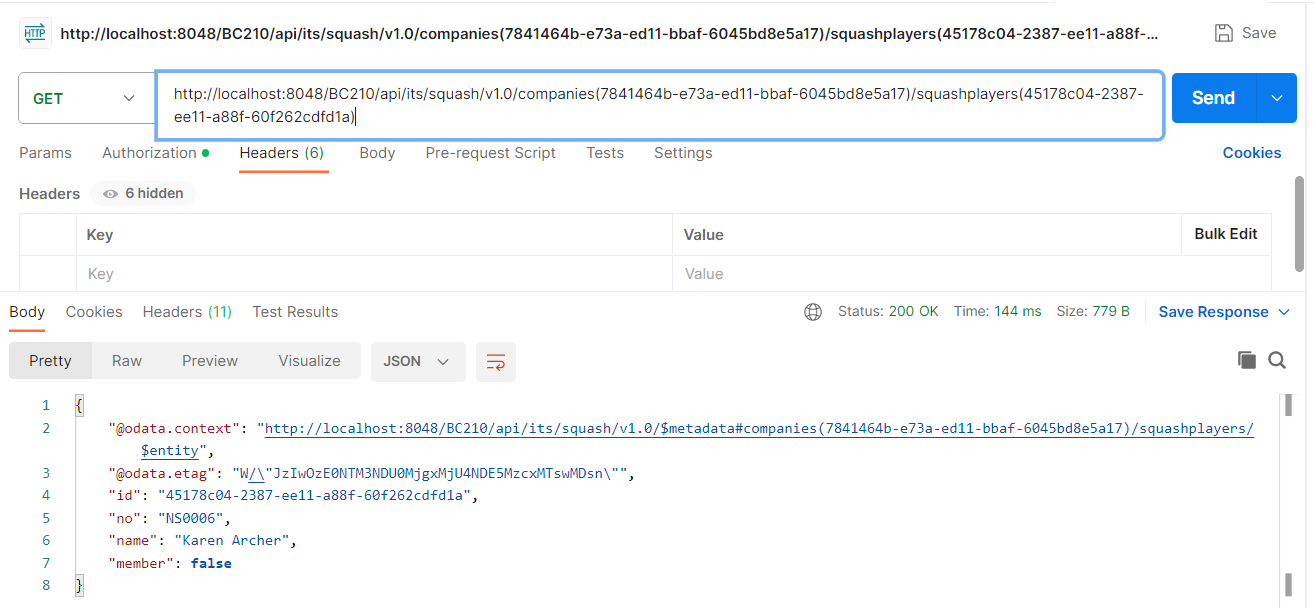 HTTP http://localhost:8048/BC210/api/its/squash/v1.0/companies(7841464b-e73a-ed11-bbaf-6045bd8e5a17)/squashplayers(45178c04-2387-ee11-a88f-... Save
GET http://localhost:8048/BC210/api/its/squash/v1.0/companies(7841464b-e73a-ed11-bbaf-6045bd8e5a17)/squashplayers(45178c04-2387-
ee11-a88f-60f262cdfd1a) Send
Params Authorization Headers (6) Body Pre-request Script Tests Settings Cookies
Headers 6 hidden
Key Value Bulk Edit
Key Value
Body Cookies Headers (11) Test Results Status: 200 OK Time: 144 ms Size: 779 B Save Response
Pretty Raw Preview Visualize JSON
1 {
2 "@odata.context": "http://localhost:8048/BC210/api/its/squash/v1.0/$metadata#companies(7841464b-e73a-ed11-bbaf-6045bd8e5a17)/squashplayers/
$entity",
3 "@odata.etag": "W/\"JzIwOzE0NTM3NDU0MjgxMjU4NDE5MzcxMTswMDsn\"",
4 "id": "45178c04-2387-ee11-a88f-60f262cdfd1a",
5 "no": "NS0006",
6 "name": "Karen Archer",
7 "member": false
8 }